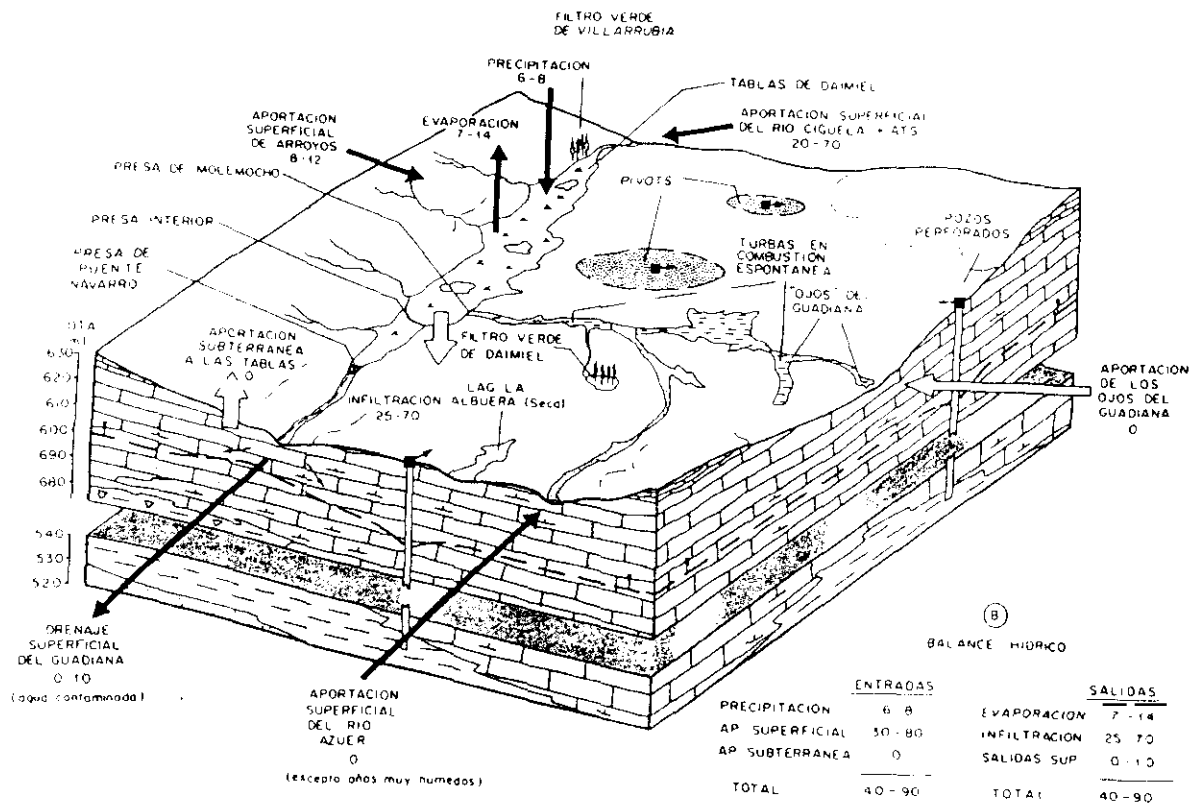 FILTRO VERDE
DE VILLARRUBIA
PRECIPITACION
6-8
TABLAS DE DAIMIEL
APORTACION
SUPERFICIAL
DE ARROYOS
8-12
EVAPORACION
7-14
APORTACION SUPERFICIAL
DEL RIO CIGUELA + ATS
20-70
PRESA DE MOLEMOCHO
PIVOTS
PRESA INTERIOR
POZOS
PERFORADOS
TURBAS EN
COMBUSTION
ESPONTANEA
PRESA DE
PUENTE
NAVARRO
"OJOS" DEL
GUADIANA
APORTACION
SUBTERRANEA
A LAS TABLAS
0
FILTRO VERDE
DE DAIMIEL
630
620
610
600
690
680
540
530
520
LAG LA
ALBUERA (Seca)
INFILTRACION
25-70
APORTACION
DE LOS
OJOS DEL
GUADIANA
0
DRENAJE
SUPERFICIAL
DEL GUADIANA
0-10
(agua contaminada)
APORTACION
SUPERFICIAL
DEL RIO
AZUER
0
(excepto años muy humedos)
B
BALANCE HIDRICO
ENTRADAS SALIDAS
PRECIPITACION 6-8 EVAPORACION 7-14
AP SUPERFICIAL 30-80 INFILTRACION 25-70
AP SUBTERRANEA 0 SALIDAS SUP 0-10
TOTAL 40-90 TOTAL 40-90